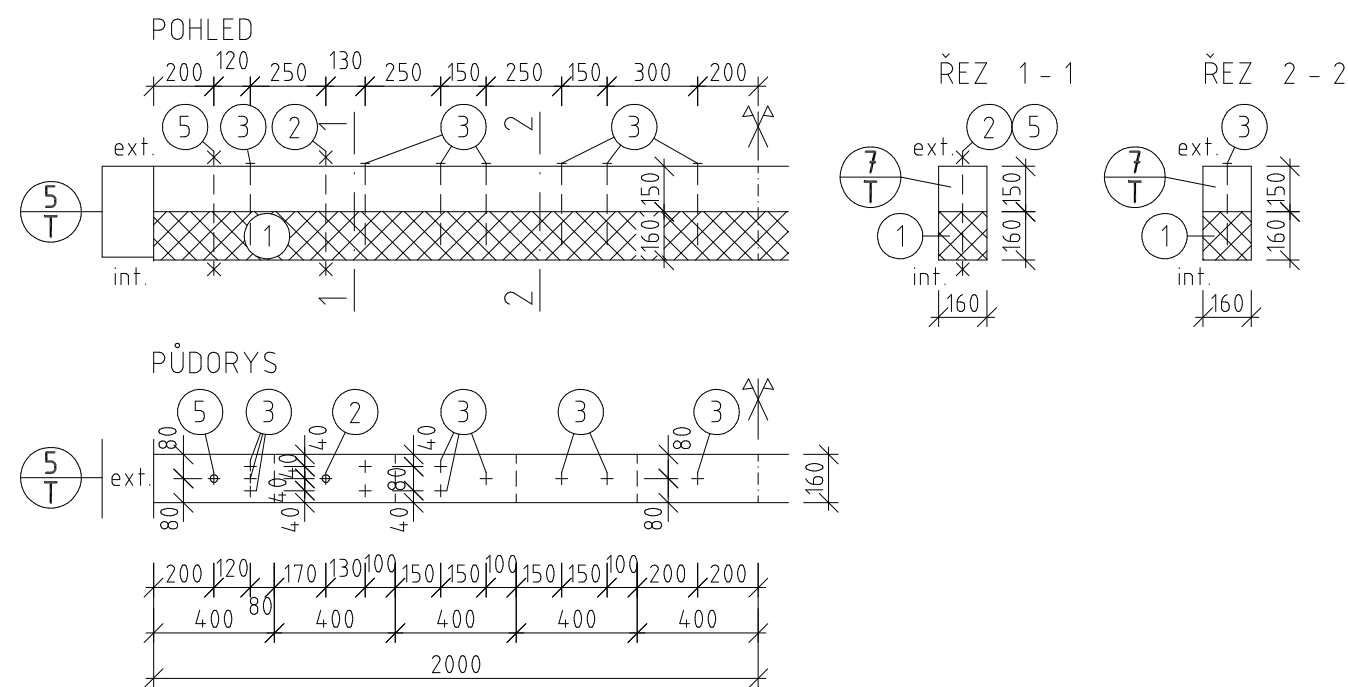 POHLED
200 120 250 130 250 150 250 150 300 200
ŘEZ 1 - 1
ŘEZ 2 - 2
5 3 2 1 3 2 3
ext.
5
T
1
150
160
int.
1 2
2 5
ext.
7
T
1
150
160
int.
160
3
ext.
7
T
1
150
160
int.
160
PŮDORYS
5 3 2 3 3 3
80 40 40 80
5
T
ext.
40 40 80
160
80 40 40 80
200 120 170 130 100 150 150 100 150 150 100 200 200
80
400 400 400 400 400
2000